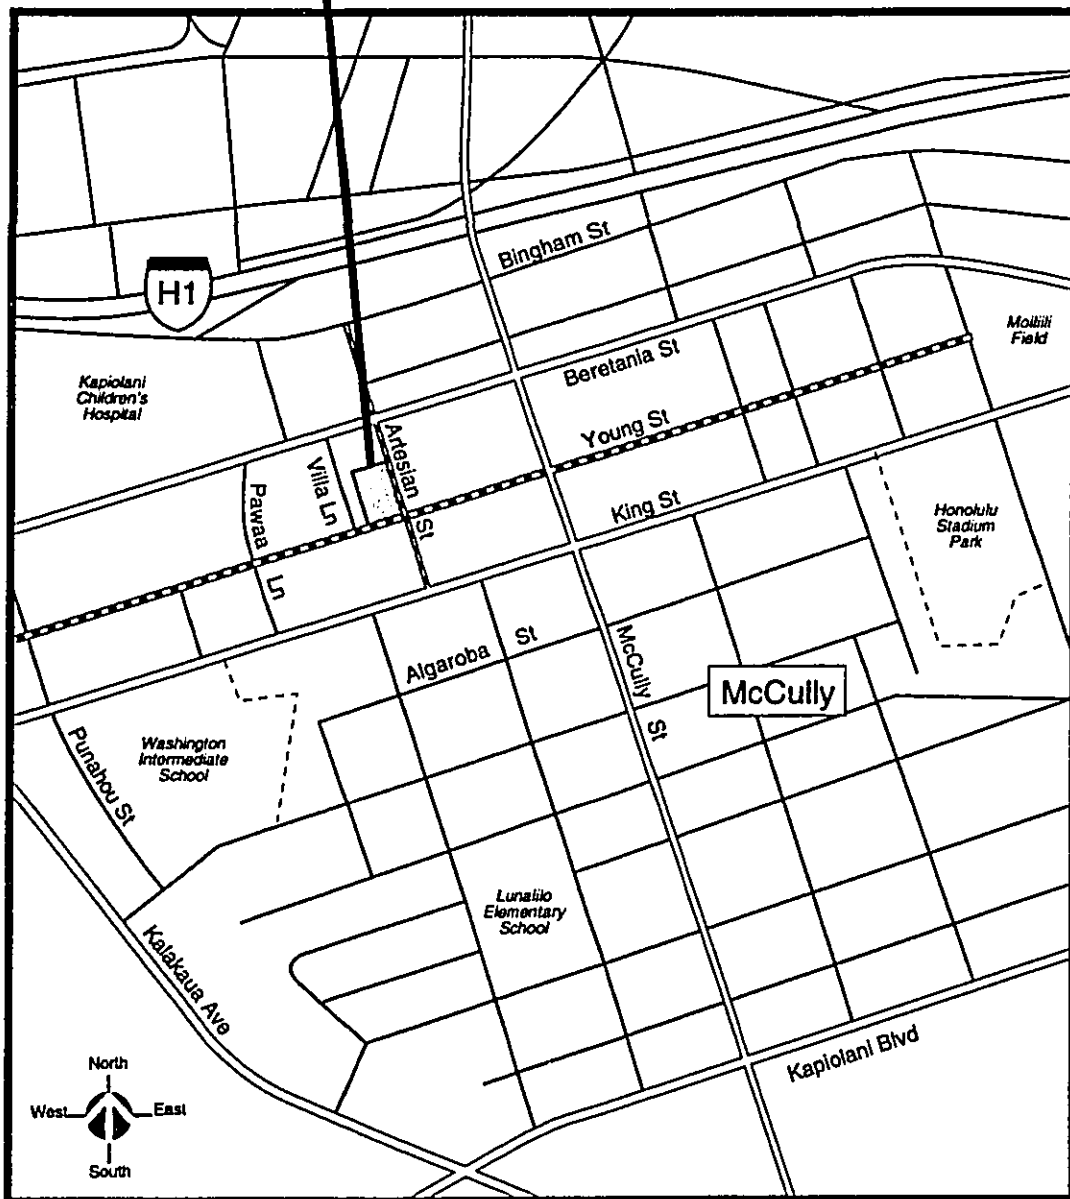 Bingham St
H1
Moiliili
Field
Beretania St
Kapiolani
Children's
Hospital
Young St
Artesian
St
Villa Ln
Pawaa
Ln
King St
Honolulu
Stadium
Park
Algaroba St
McCully
St
McCully
Washington
Intermediate
School
Punahou St
Lunalilo
Elementary
School
Kalakaua Ave
Kapiolani Blvd
North
West East
South